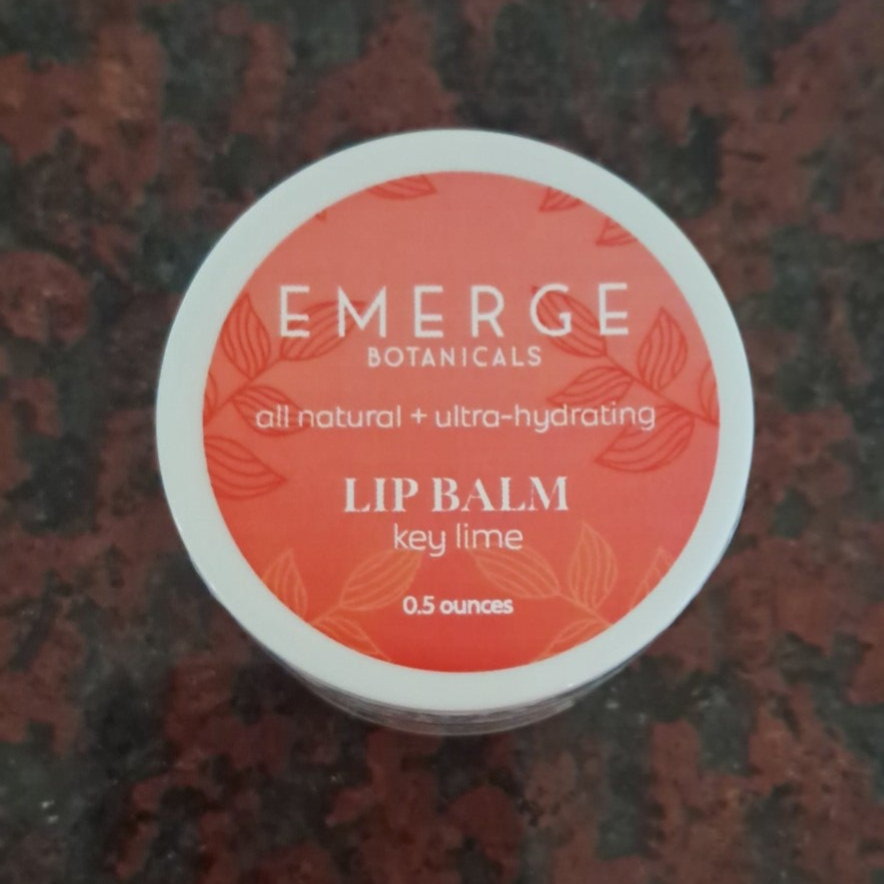 EMERGE
BOTANICALS
all natural + ultra-hydrating
LIP BALM
key lime
0.5 ounces